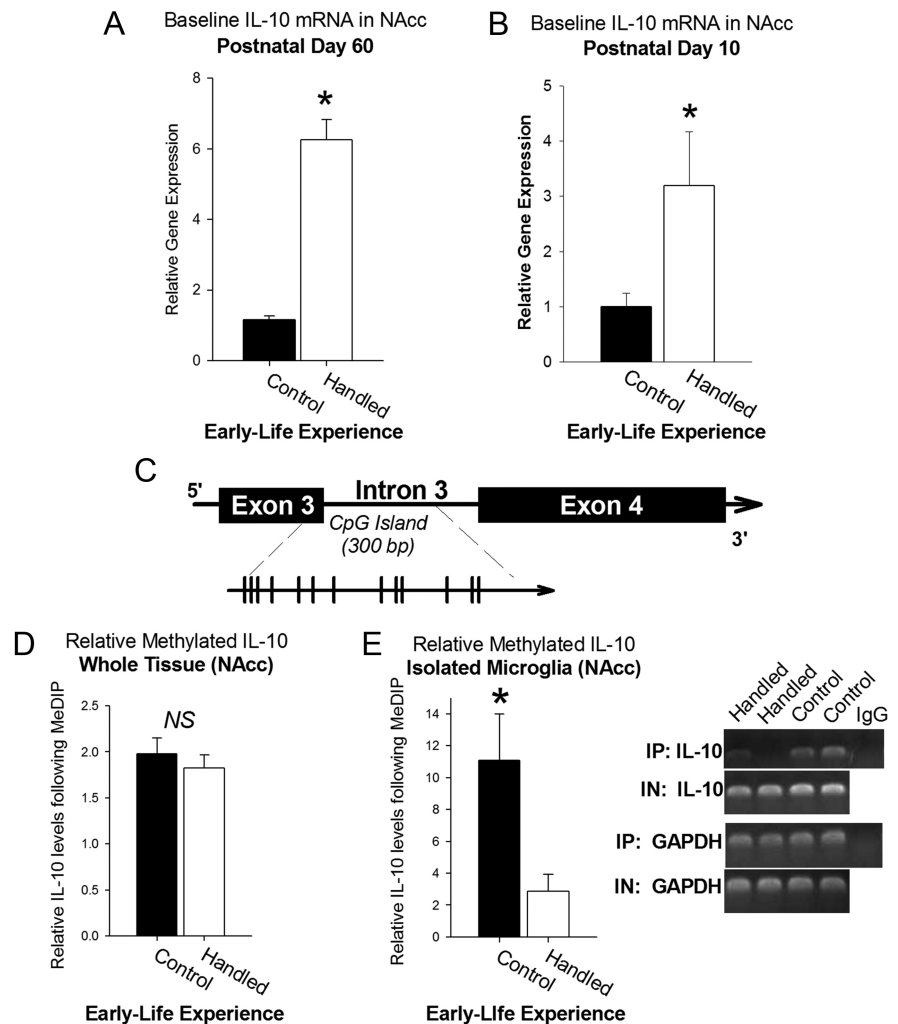 A
Baseline IL-10 mRNA in NAcc
Postnatal Day 60
Relative Gene Expression
8
6
4
2
0
*
Control
Handled
Early-Life Experience
B
Baseline IL-10 mRNA in NAcc
Postnatal Day 10
Relative Gene Expression
5
4
3
2
1
0
*
Control
Handled
Early-Life Experience
C
5'
Exon 3
Intron 3
Exon 4
CpG Island
(300 bp)
3'
D
Relative Methylated IL-10
Whole Tissue (NAcc)
Relative IL-10 levels following MeDIP
2.5
2.0
1.5
1.0
0.5
0.0
NS
Control
Handled
Early-Life Experience
E
Relative Methylated IL-10
Isolated Microglia (NAcc)
Relative IL-10 levels following MeDIP
14
12
10
8
6
4
2
0
*
Control
Handled
Early-LIfe Experience
Handled
Handled
Control
Control
IgG
IP: IL-10
IN: IL-10
IP: GAPDH
IN: GAPDH